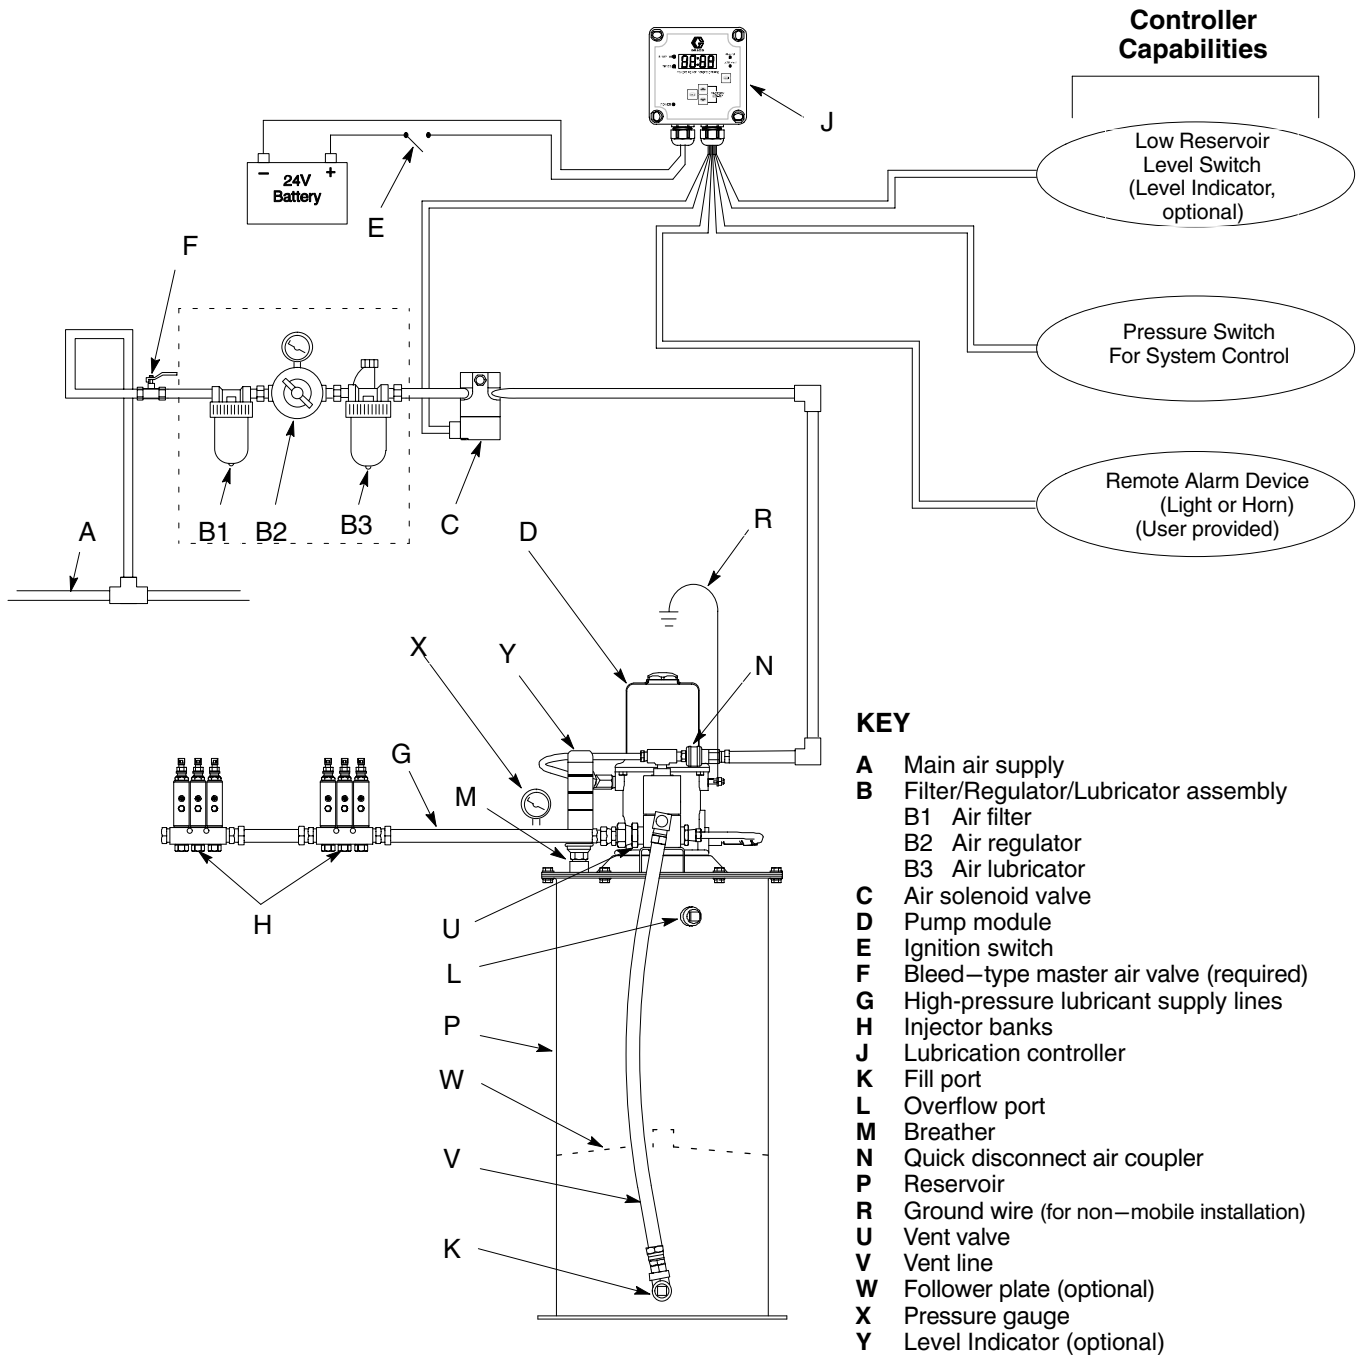 Controller
Capabilities
GRACO
88:88
J
Low Reservoir
Level Switch
(Level Indicator,
optional)
24V
Battery
− +
E
F
Pressure Switch
For System Control
Remote Alarm Device
(Light or Horn)
(User provided)
A
B1
B2
B3
C
D
R
X
Y
N
G
M
H
U
L
P
W
V
K
KEY
A Main air supply
B Filter/Regulator/Lubricator assembly
B1 Air filter
B2 Air regulator
B3 Air lubricator
C Air solenoid valve
D Pump module
E Ignition switch
F Bleed−type master air valve (required)
G High-pressure lubricant supply lines
H Injector banks
J Lubrication controller
K Fill port
L Overflow port
M Breather
N Quick disconnect air coupler
P Reservoir
R Ground wire (for non−mobile installation)
U Vent valve
V Vent line
W Follower plate (optional)
X Pressure gauge
Y Level Indicator (optional)